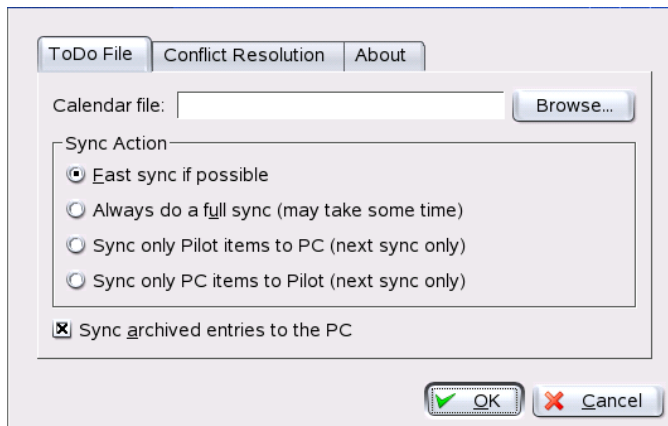 ToDo File Conflict Resolution About
Calendar file: Browse...
Sync Action
Fast sync if possible
Always do a full sync (may take some time)
Sync only Pilot items to PC (next sync only)
Sync only PC items to Pilot (next sync only)
Sync archived entries to the PC
OK Cancel